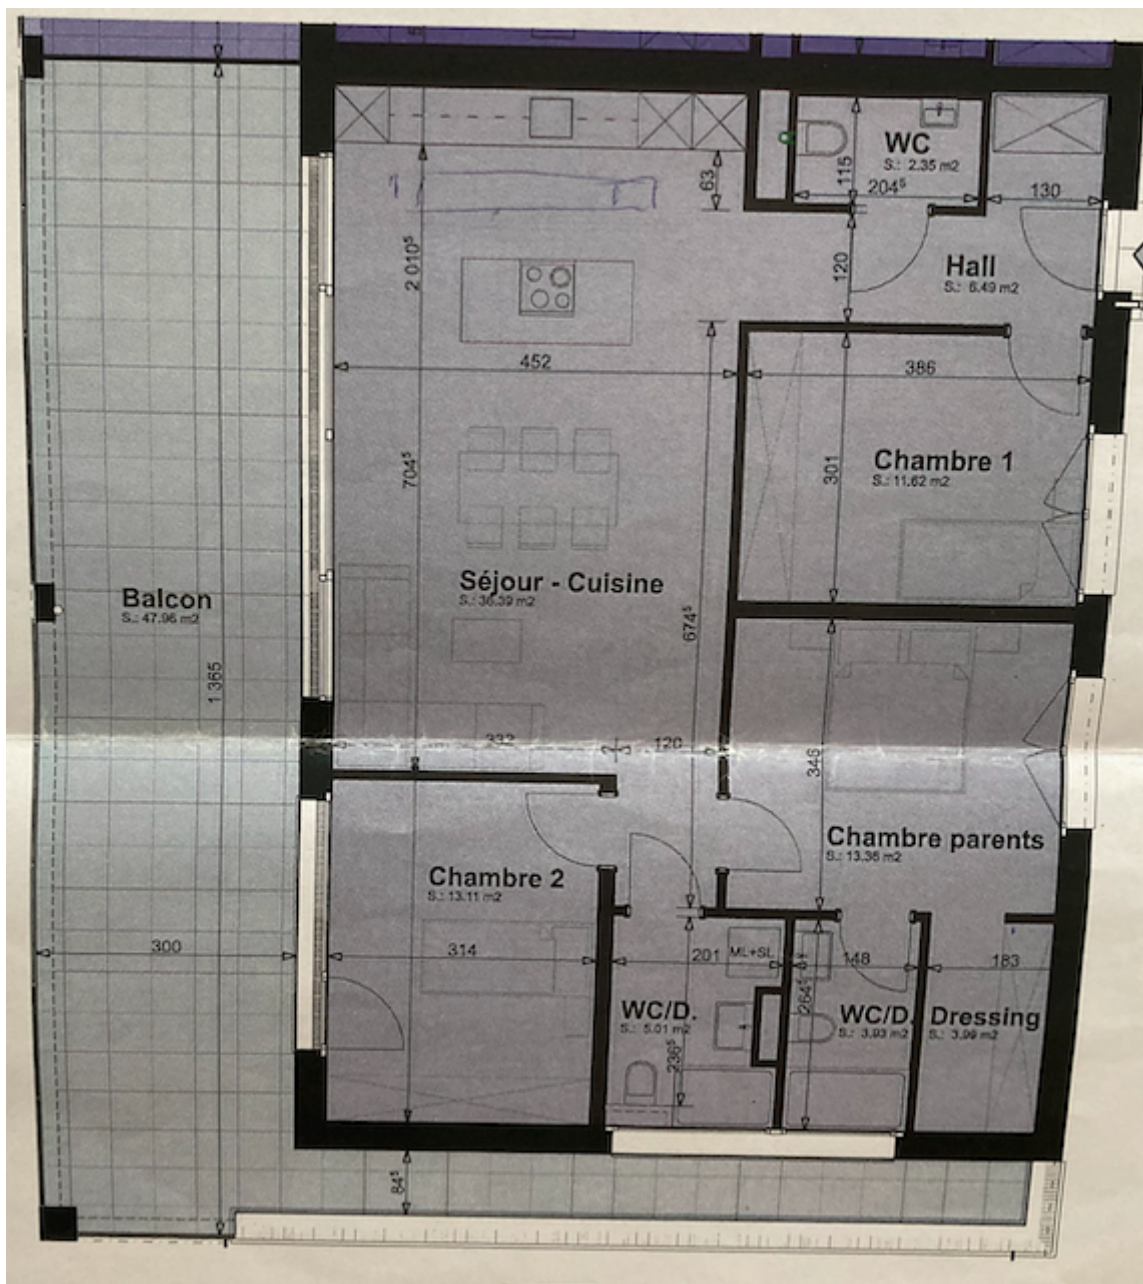 WC
S.: 2.35 m2
115
204⁵
130
63
2 010⁵
120
Hall
S.: 6.49 m2
452
386
Chambre 1
S.: 11.62 m2
301
704⁵
Séjour - Cuisine
S.: 36.39 m2
Balcon
S.: 47.96 m2
674⁵
1 365
332
120
346
Chambre parents
S.: 13.36 m2
Chambre 2
S.: 13.11 m2
300
314
201
ML+SL
148
183
264⁵
WC/D.
S.: 5.01 m2
WC/D.
S.: 3.93 m2
Dressing
S.: 3.99 m2
236⁵
84⁵